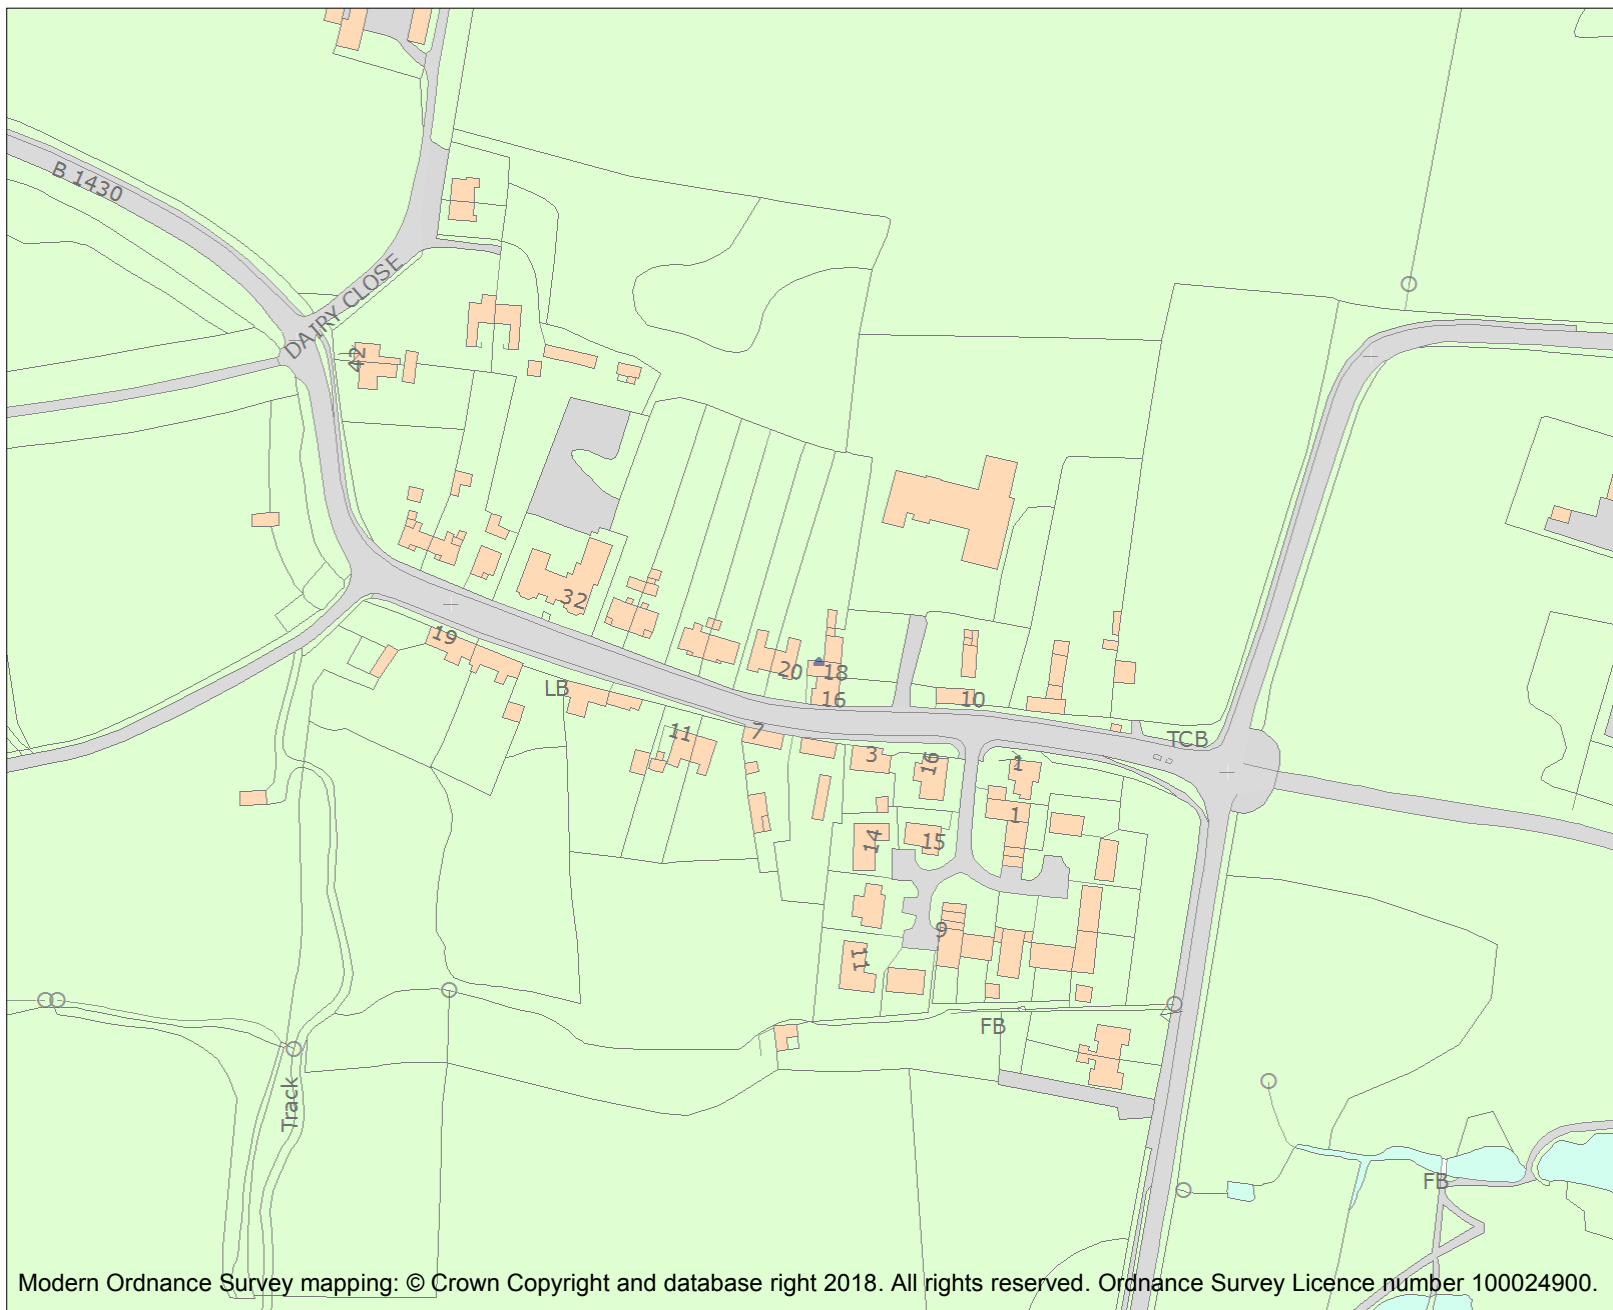 B 1430
DAIRY CLOSE
42
32
19
LB
20
18
16
10
11
7
3
16
1
TCB
1
14
15
9
11
FB
Track
FB
Modern Ordnance Survey mapping: © Crown Copyright and database right 2018. All rights reserved. Ordnance Survey Licence number 100024900.